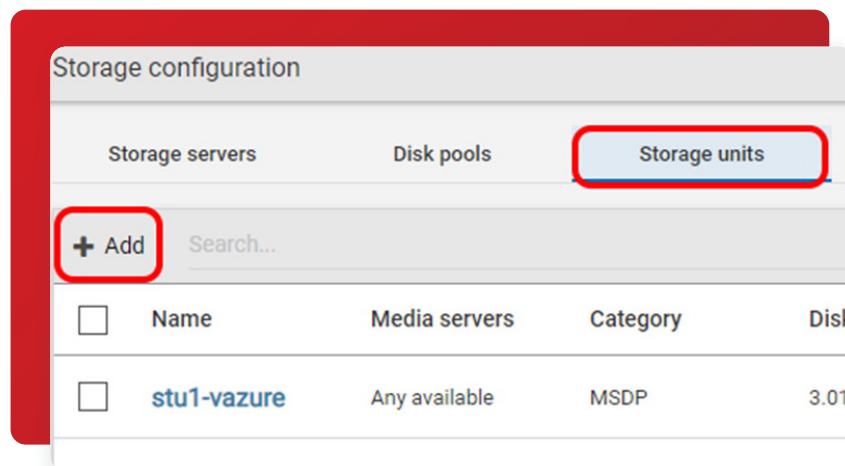 Storage configuration
Storage servers Disk pools Storage units
+ Add Search...
Name Media servers Category
stu1-vazure Any available MSDP